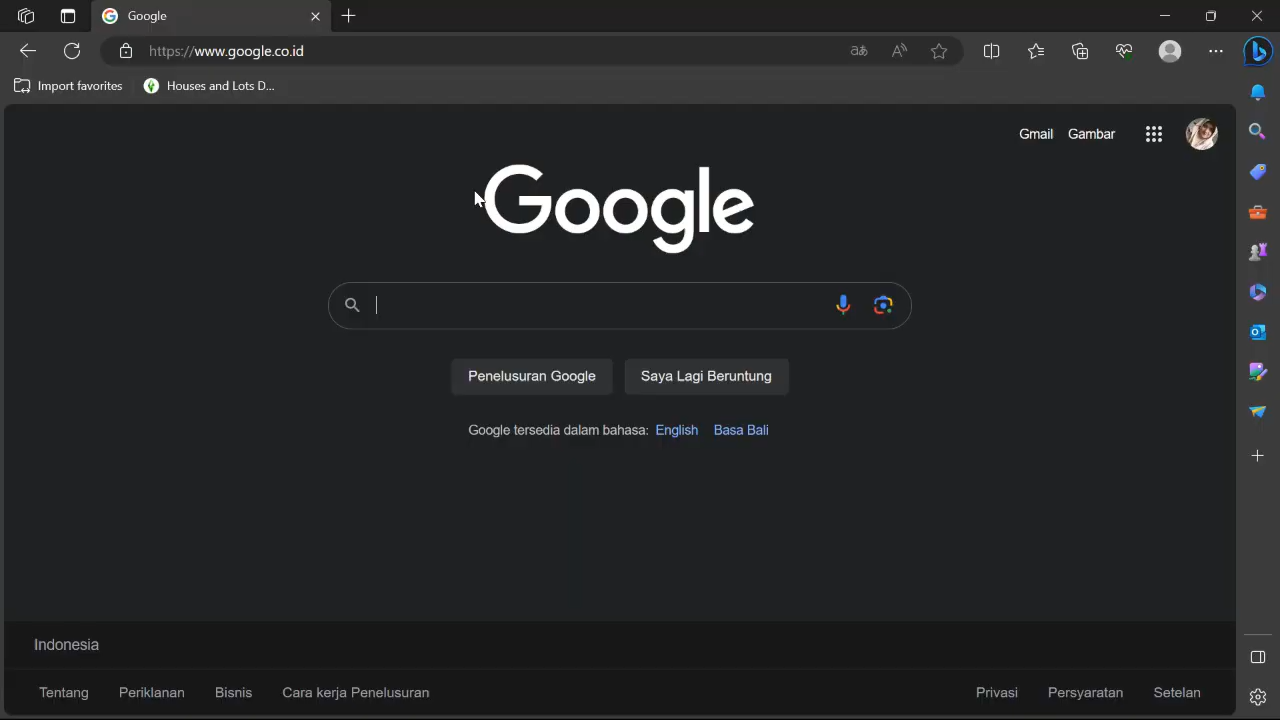 Google
https://www.google.co.id
Import favorites
Houses and Lots D...
Gmail
Gambar
Google
Penelusuran Google
Saya Lagi Beruntung
Google tersedia dalam bahasa: English Basa Bali
Indonesia
Tentang
Periklanan
Bisnis
Cara kerja Penelusuran
Privasi
Persyaratan
Setelan